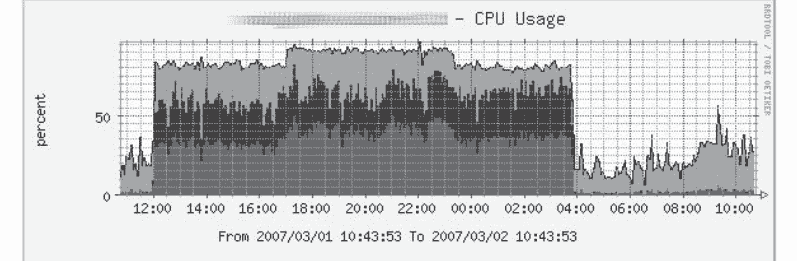 – CPU Usage
RRDTOOL / TOBI OETIKER
percent
50
0
12:00 14:00 16:00 18:00 20:00 22:00 00:00 02:00 04:00 06:00 08:00 10:00
From 2007/03/01 10:43:53 To 2007/03/02 10:43:53